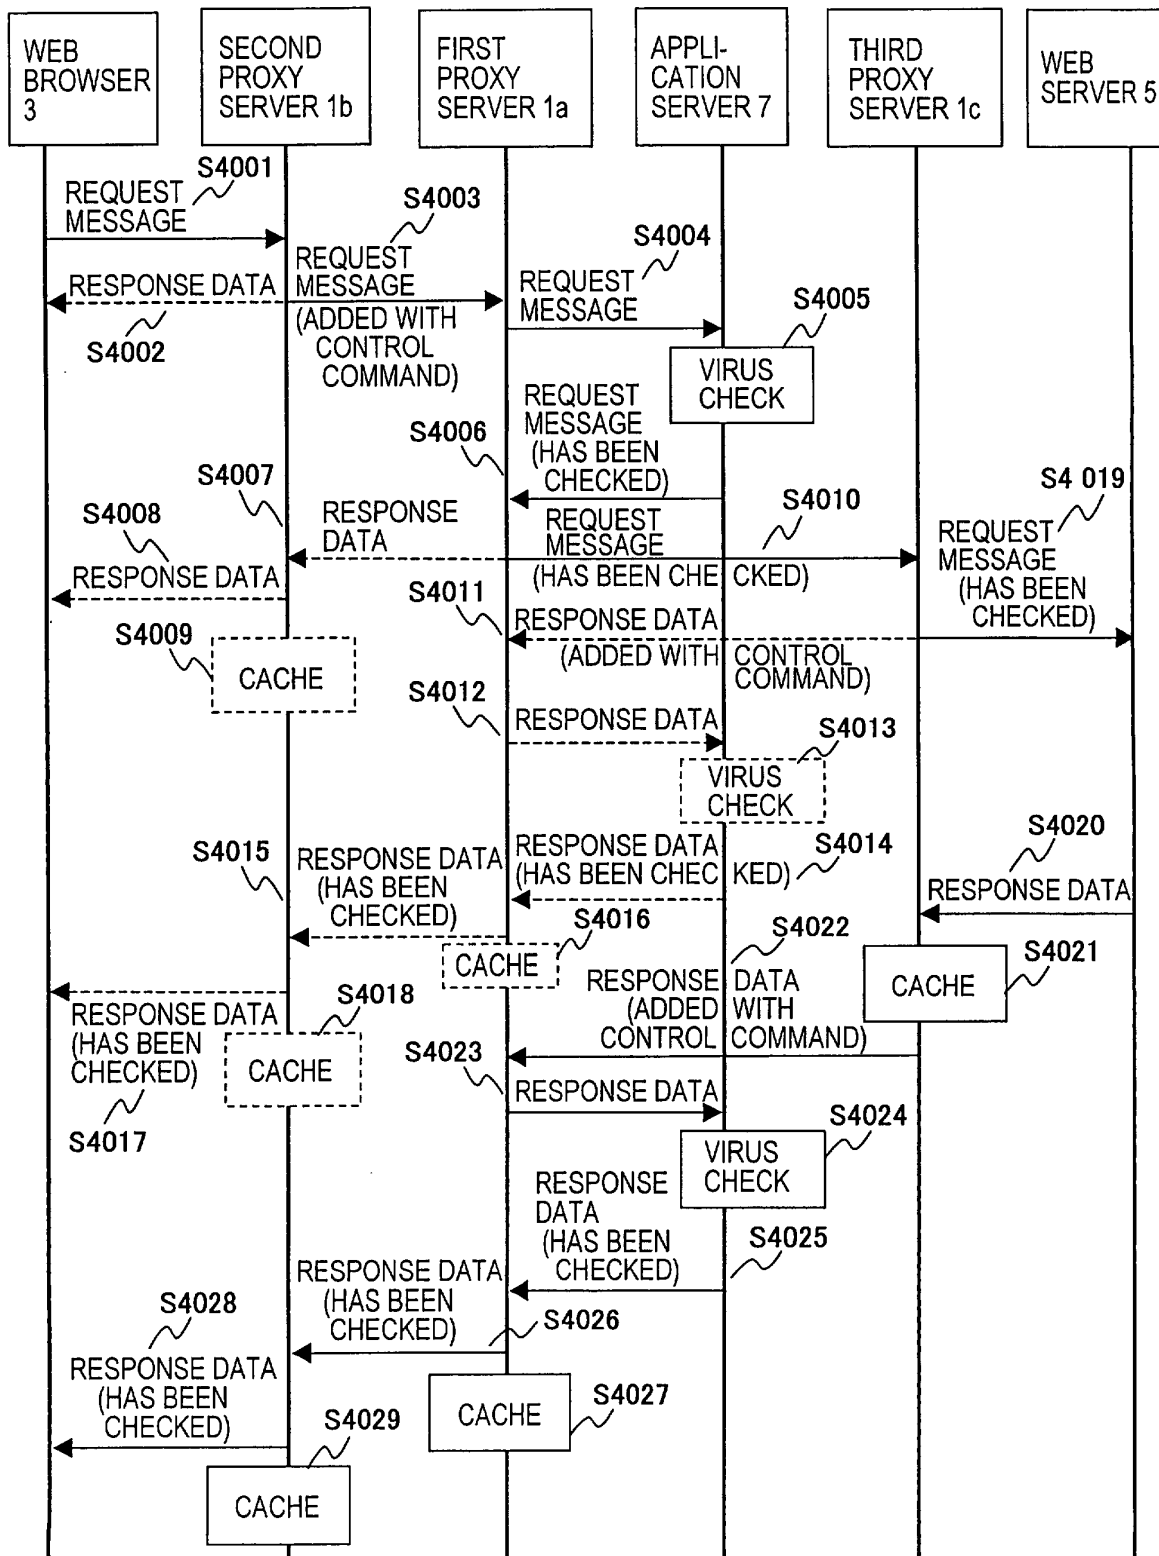 WEB
BROWSER
3
SECOND
PROXY
SERVER 1b
FIRST
PROXY
SERVER 1a
APPLI-
CATION
SERVER 7
THIRD
PROXY
SERVER 1c
WEB
SERVER 5
S4001
REQUEST
MESSAGE
S4003
REQUEST
MESSAGE
(ADDED WITH
CONTROL
COMMAND)
RESPONSE DATA
S4002
S4004
REQUEST
MESSAGE
S4005
VIRUS
CHECK
REQUEST
MESSAGE
(HAS BEEN
CHECKED)
S4006
S4007
S4008
RESPONSE
DATA
RESPONSE DATA
S4010
REQUEST
MESSAGE
(HAS BEEN CHE CKED)
S4 019
REQUEST
MESSAGE
(HAS BEEN
CHECKED)
S4009
CACHE
S4011
RESPONSE DATA
(ADDED WITH CONTROL
COMMAND)
S4012
RESPONSE DATA
S4013
VIRUS
CHECK
S4014
RESPONSE DATA
(HAS BEEN CHEC KED)
S4015
RESPONSE DATA
(HAS BEEN
CHECKED)
S4016
CACHE
S4020
RESPONSE DATA
S4021
CACHE
RESPONSE DATA
(HAS BEEN
CHECKED)
S4017
S4018
CACHE
S4022
RESPONSE DATA
(ADDED WITH
CONTROL COMMAND)
S4023
RESPONSE DATA
S4024
VIRUS
CHECK
RESPONSE
DATA
(HAS BEEN
CHECKED)
S4025
RESPONSE DATA
(HAS BEEN
CHECKED)
S4026
S4027
CACHE
S4028
RESPONSE DATA
(HAS BEEN
CHECKED)
S4029
CACHE